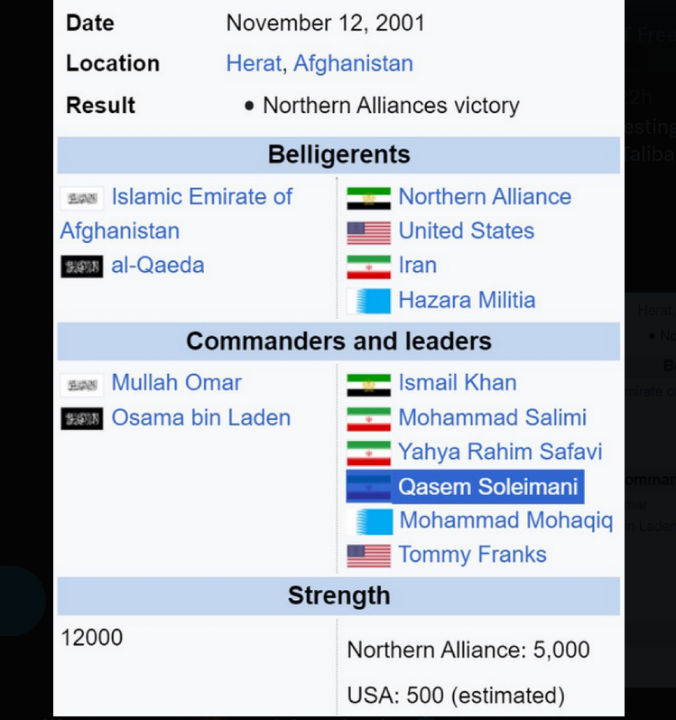 Date November 12, 2001
Location Herat, Afghanistan
Result • Northern Alliances victory
Belligerents
Islamic Emirate of
Afghanistan
al-Qaeda
Northern Alliance
United States
Iran
Hazara Militia
Commanders and leaders
Mullah Omar
Osama bin Laden
Ismail Khan
Mohammad Salimi
Yahya Rahim Safavi
Qasem Soleimani
Mohammad Mohaqiq
Tommy Franks
Strength
12000
Northern Alliance: 5,000
USA: 500 (estimated)